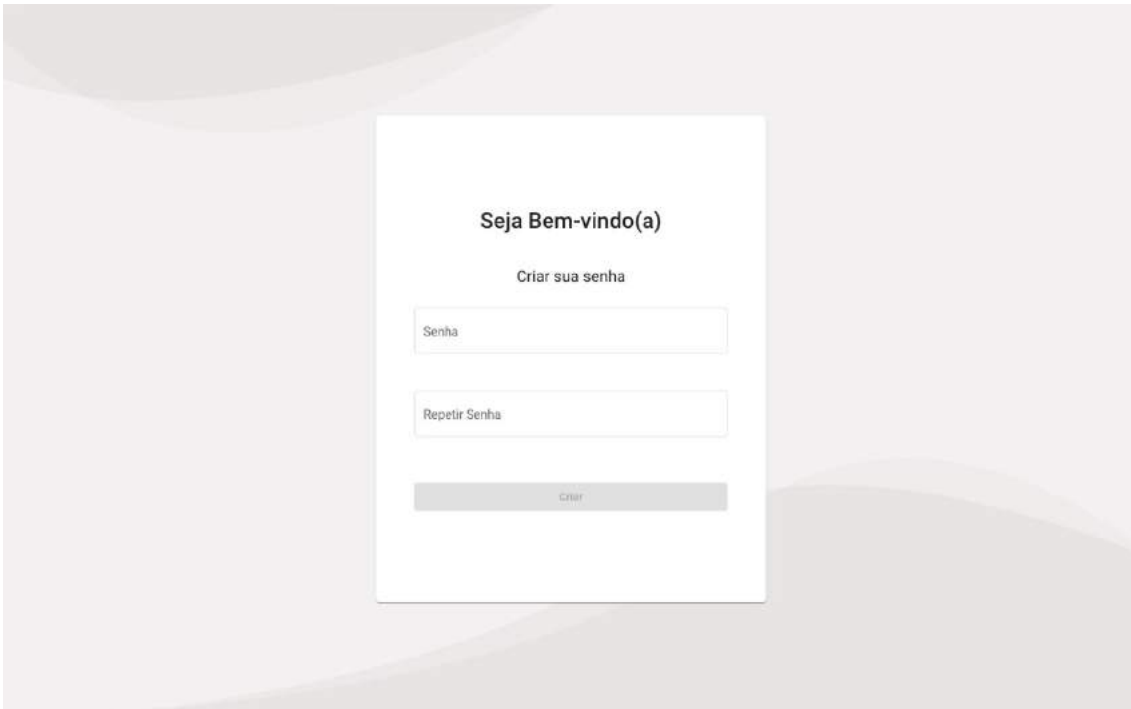 Seja Bem-vindo(a)
Criar sua senha
Senha
Repetir Senha
Criar